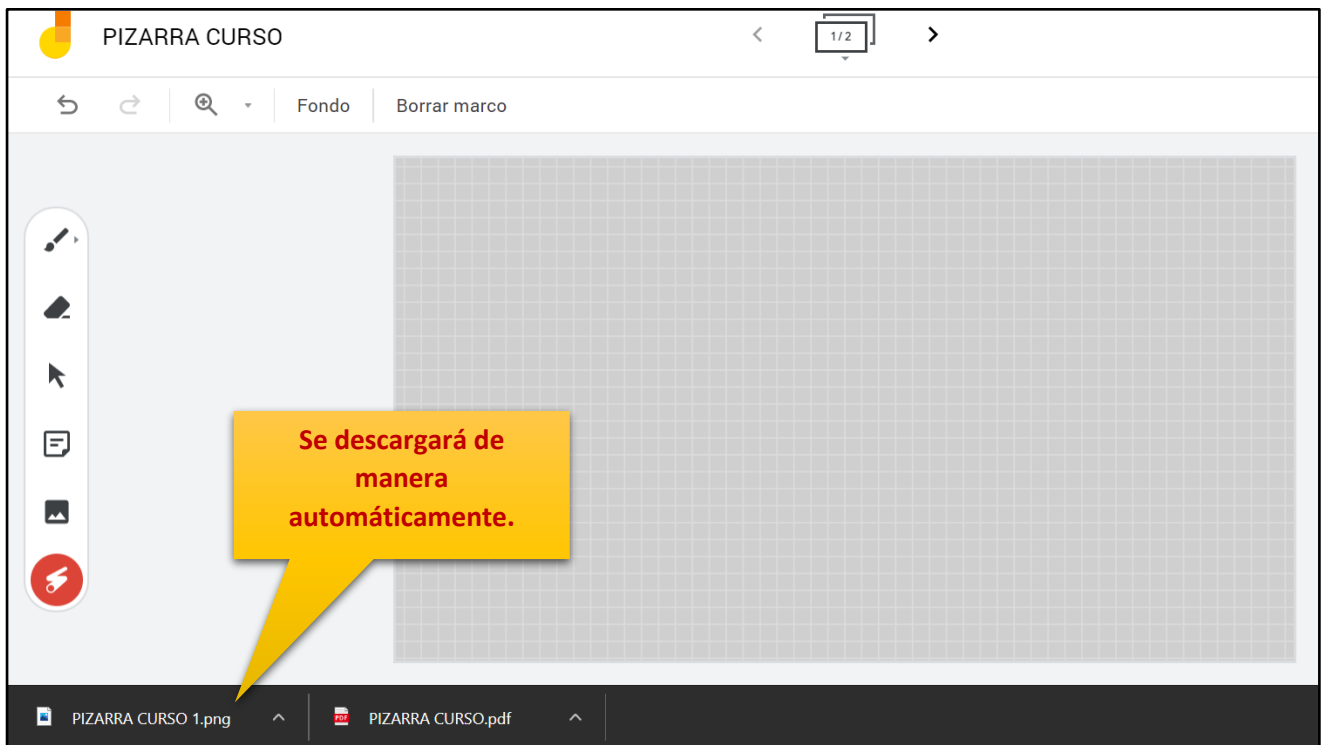 PIZARRA CURSO
1/2
Fondo
Borrar marco
Se descargará de
manera
automáticamente.
PIZARRA CURSO 1.png
PDF
PIZARRA CURSO.pdf